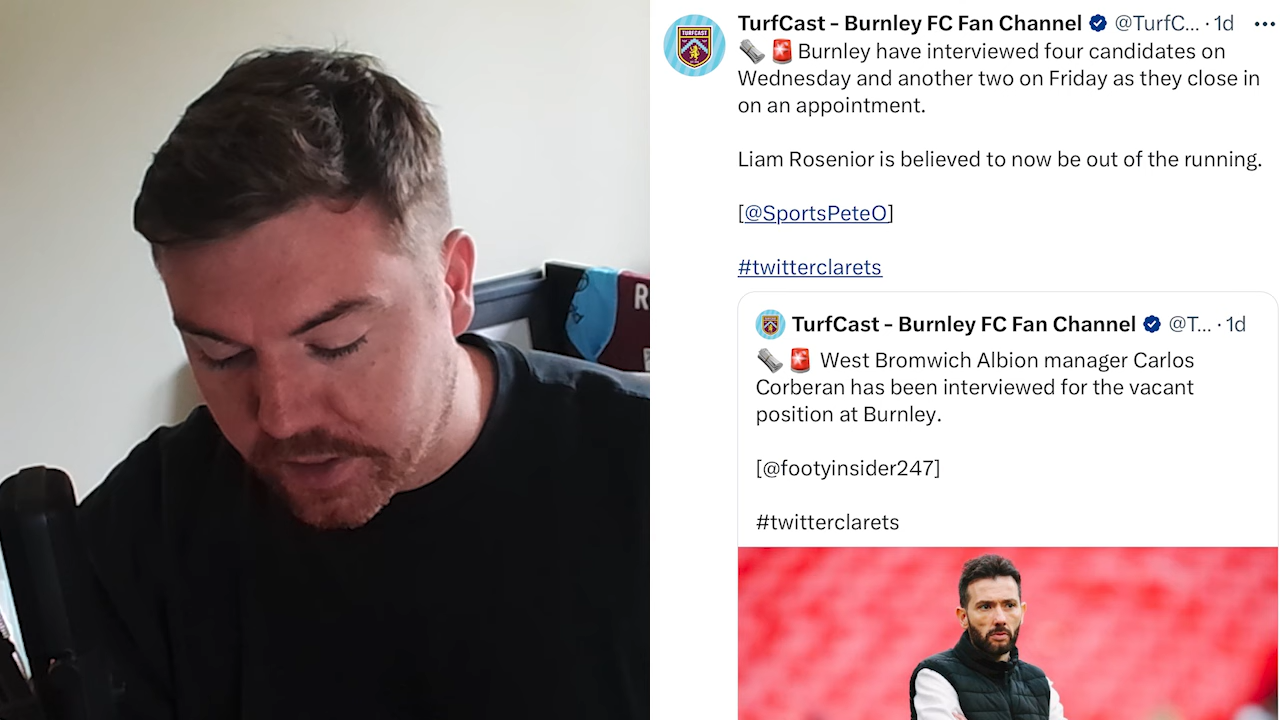 TurfCast - Burnley FC Fan Channel @TurfC... · 1d
Burnley have interviewed four candidates on
Wednesday and another two on Friday as they close in
on an appointment.
Liam Rosenior is believed to now be out of the running.
[@SportsPeteO]
#twitterclarets
TurfCast - Burnley FC Fan Channel @T... · 1d
West Bromwich Albion manager Carlos
Corberan has been interviewed for the vacant
position at Burnley.
[@footyinsider247]
#twitterclarets
TURFCAST
R